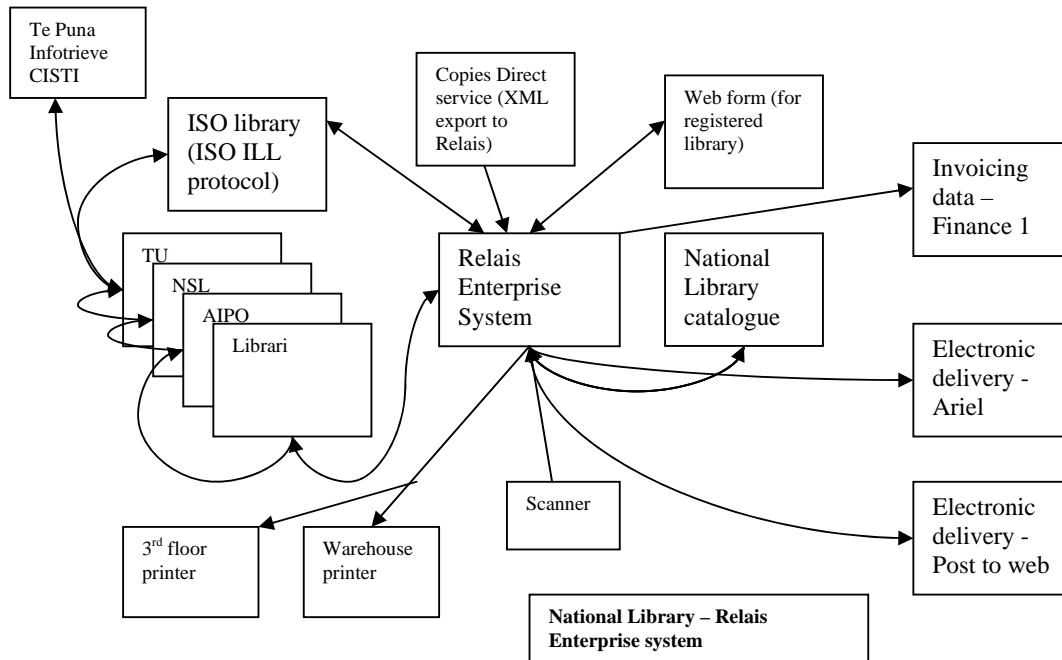 Te Puna
Infotrieve
CISTI
ISO library
(ISO ILL
protocol)
Copies Direct
service (XML
export to
Relais)
Web form (for
registered
library)
Invoicing
data –
Finance 1
TU
NSL
AIPO
Librari
Relais
Enterprise
System
National
Library
catalogue
Electronic
delivery -
Ariel
3rd floor
printer
Warehouse
printer
Scanner
Electronic
delivery -
Post to web
National Library – Relais
Enterprise system